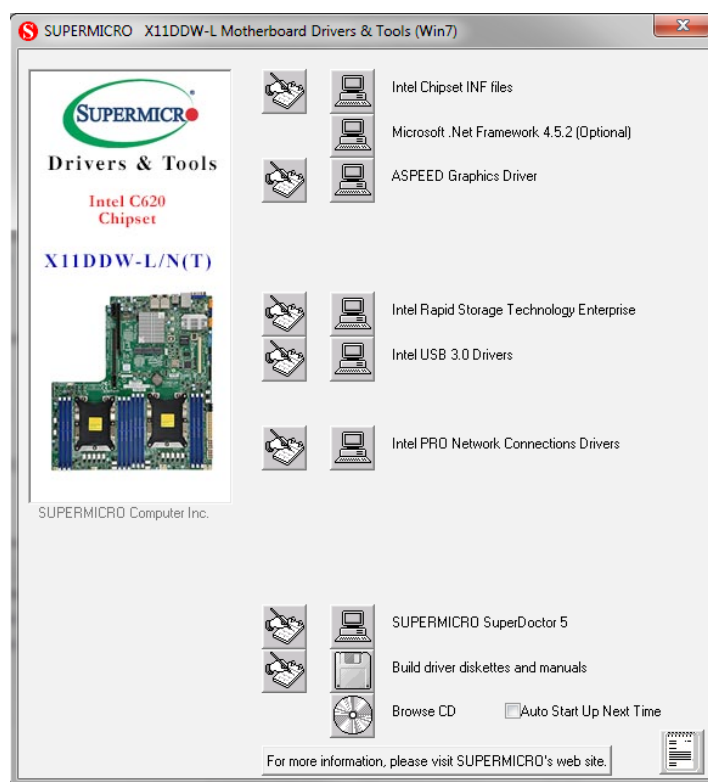 SUPERMICRO X11DDW-L Motherboard Drivers & Tools (Win7)
SUPERMICR
Drivers & Tools
Intel C620
Chipset
X11DDW-L/N(T)
SUPERMICRO Computer Inc.
Intel Chipset INF files
Microsoft .Net Framework 4.5.2 (Optional)
ASPEED Graphics Driver
Intel Rapid Storage Technology Enterprise
Intel USB 3.0 Drivers
Intel PRO Network Connections Drivers
SUPERMICRO SuperDoctor 5
Build driver diskettes and manuals
Browse CD
Auto Start Up Next Time
For more information, please visit SUPERMICRO's web site.